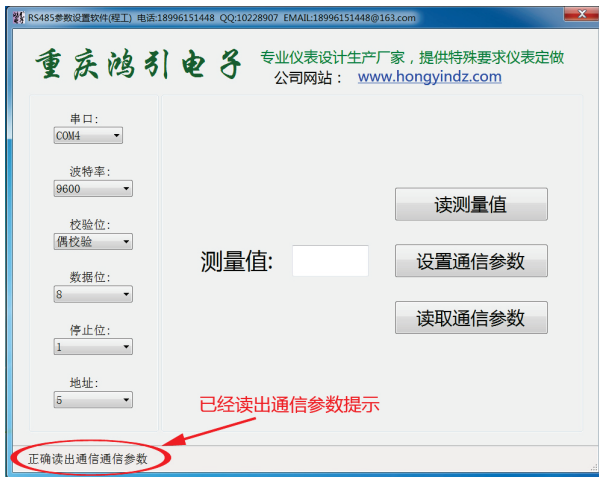 RS485参数设置软件(程工) 电话:18996151448 QQ:10228907 EMAIL:18996151448@163.com
重庆鸿引电子
专业仪表设计生产厂家，提供特殊要求仪表定做
公司网站： www.hongyindz.com
串口:
COM4
波特率:
9600
校验位:
偶校验
数据位:
8
停止位:
1
地址:
5
测量值:
读测量值
设置通信参数
读取通信参数
已经读出通信参数提示
正确读出通信通信参数